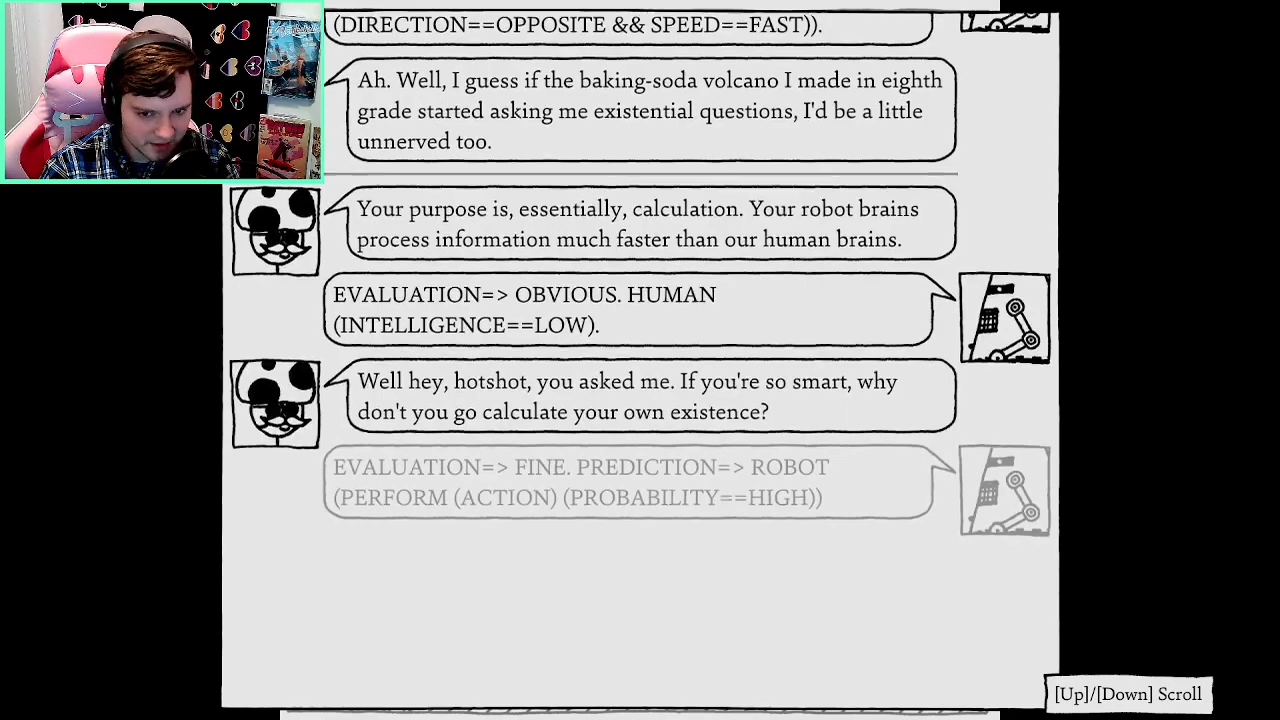 (DIRECTION==OPPOSITE && SPEED==FAST)).
Ah. Well, I guess if the baking-soda volcano I made in eighth
grade started asking me existential questions, I'd be a little
unnerved too.
Your purpose is, essentially, calculation. Your robot brains
process information much faster than our human brains.
EVALUATION=> OBVIOUS. HUMAN
(INTELLIGENCE==LOW).
Well hey, hotshot, you asked me. If you're so smart, why
don't you go calculate your own existence?
EVALUATION=> FINE. PREDICTION=> ROBOT
(PERFORM (ACTION) (PROBABILITY==HIGH))
[Up]/[Down] Scroll